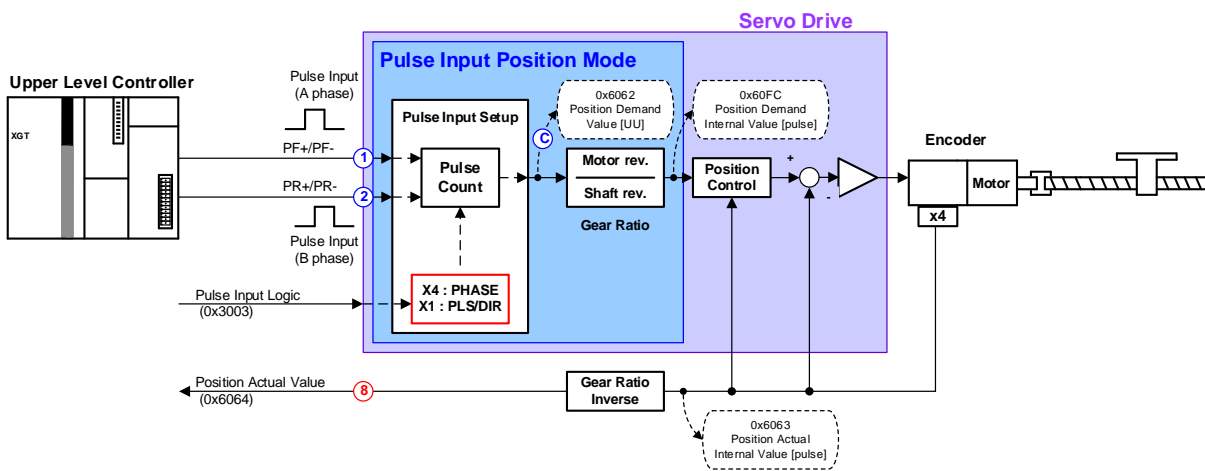 Servo Drive
Pulse Input Position Mode
Upper Level Controller
XGT
Pulse Input
(A phase)
PF+/PF-
1
PR+/PR-
2
Pulse Input
(B phase)
Pulse Input Logic
(0x3003)
Pulse Input Setup
Pulse
Count
X4 : PHASE
X1 : PLS/DIR
C
0x6062
Position Demand
Value [UU]
Motor rev.
Shaft rev.
Gear Ratio
0x60FC
Position Demand
Internal Value [pulse]
Position
Control
+
-
Encoder
Motor
x4
Position Actual Value
(0x6064)
8
Gear Ratio
Inverse
0x6063
Position Actual
Internal Value [pulse]